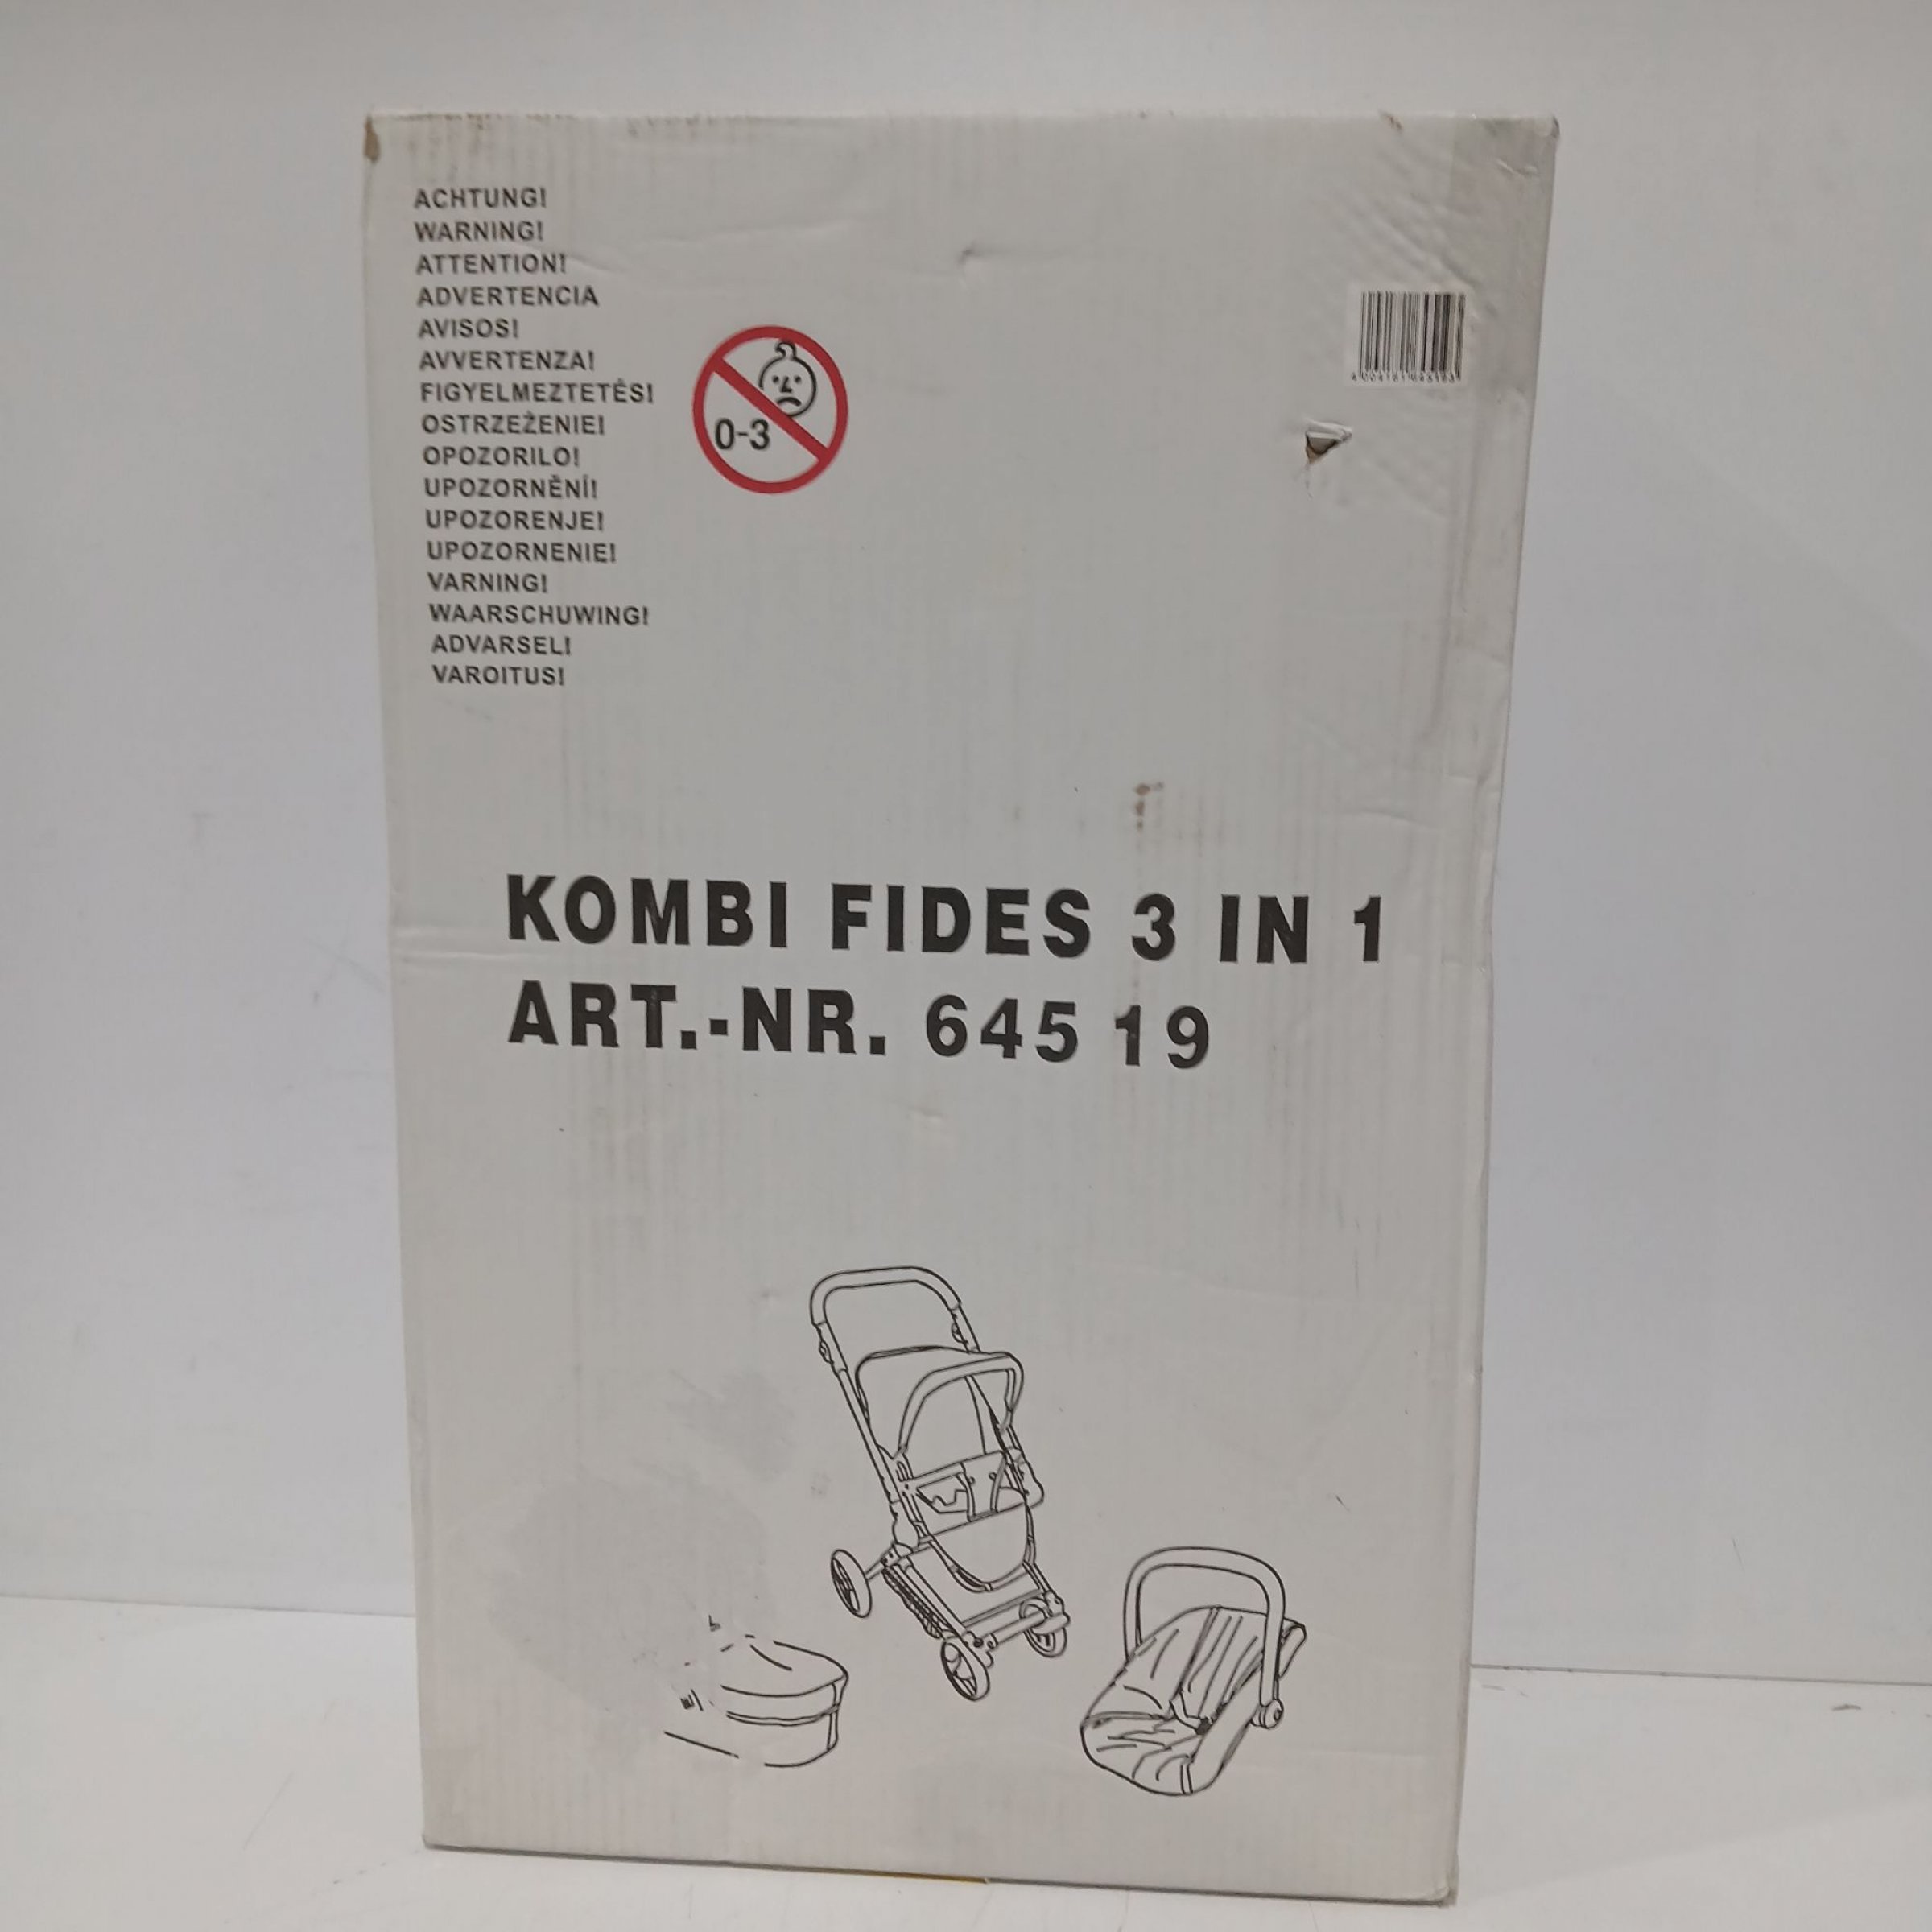 ACHTUNG!
WARNING!
ATTENTION!
ADVERTENCIA
AVISOS!
AVVERTENZA!
FIGYELMEZTETÉS!
OSTRZEŻENIE!
OPOZORILO!
UPOZORNĚNÍ!
UPOZORENJE!
UPOZORNENIE!
VARNING!
WAARSCHUWING!
ADVARSEL!
VAROITUS!
0-3
KOMBI FIDES 3 IN 1
ART.-NR. 645 19